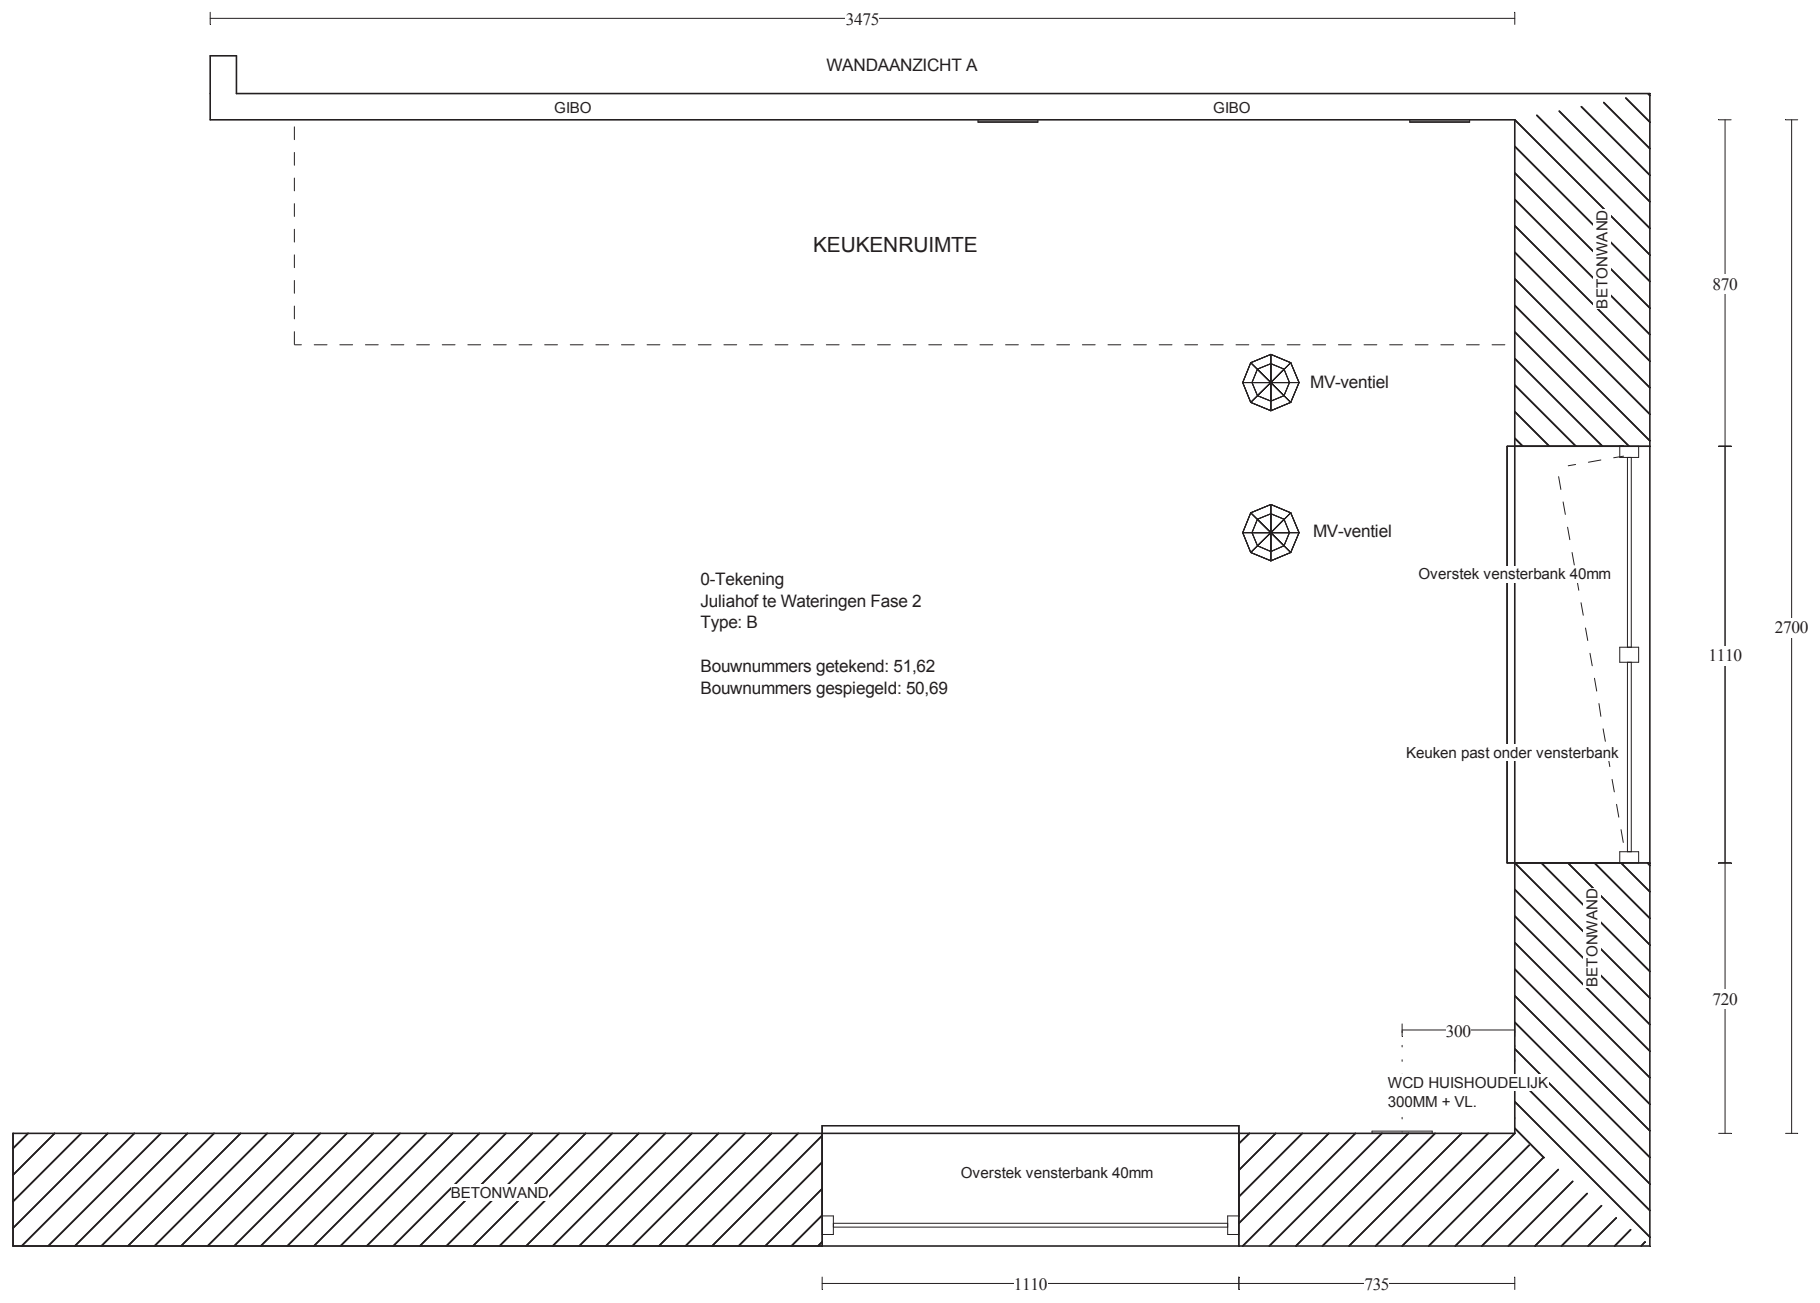 3475
WANDAANZICHT A
GIBO
GIBO
KEUKENRUIMTE
BETONWAND
870
MV-ventiel
MV-ventiel
Overstek vensterbank 40mm
0-Tekening
Juliahof te Wateringen Fase 2
Type: B
2700
1110
Bouwnummers getekend: 51,62
Bouwnummers gespiegeld: 50,69
Keuken past onder vensterbank
BETONWAND
720
300
WCD HUISHOUDELIJK
300MM + VL.
Overstek vensterbank 40mm
BETONWAND
1110
735